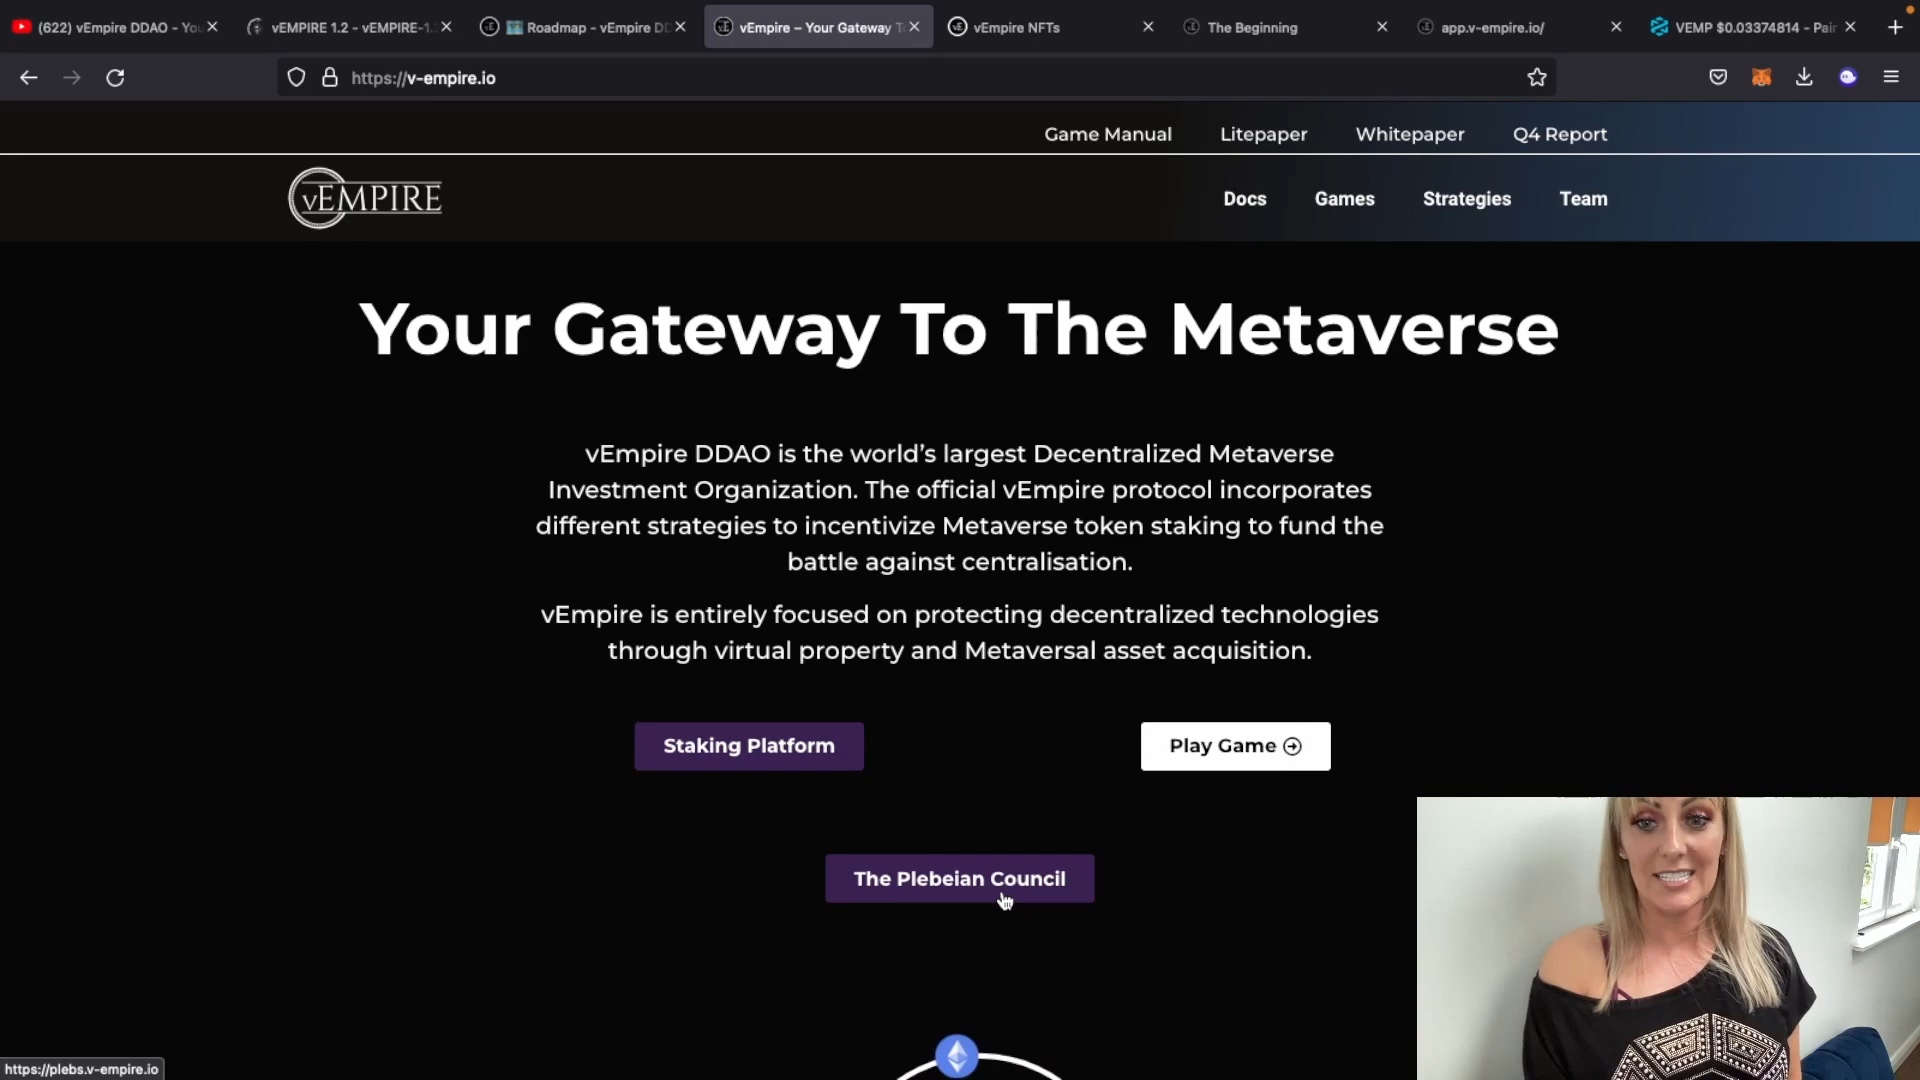 (622) vEmpire DDAO - You
vEMPIRE 1.2 - vEMPIRE-1.
Roadmap - vEmpire DD
vEmpire – Your Gateway T
vEmpire NFTs
The Beginning
app.v-empire.io/
VEMP $0.03374814 - Pair
https://v-empire.io
Game Manual Litepaper Whitepaper Q4 Report
vEMPIRE
Docs Games Strategies Team
Your Gateway To The Metaverse
vEmpire DDAO is the world's largest Decentralized Metaverse
Investment Organization. The official vEmpire protocol incorporates
different strategies to incentivize Metaverse token staking to fund the
battle against centralisation.
vEmpire is entirely focused on protecting decentralized technologies
through virtual property and Metaversal asset acquisition.
Staking Platform Play Game
The Plebeian Council
https://plebs.v-empire.io